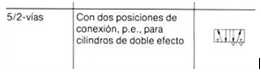 5/2-vías
Con dos posiciones de
conexión, p.e., para
cilindros de doble efecto